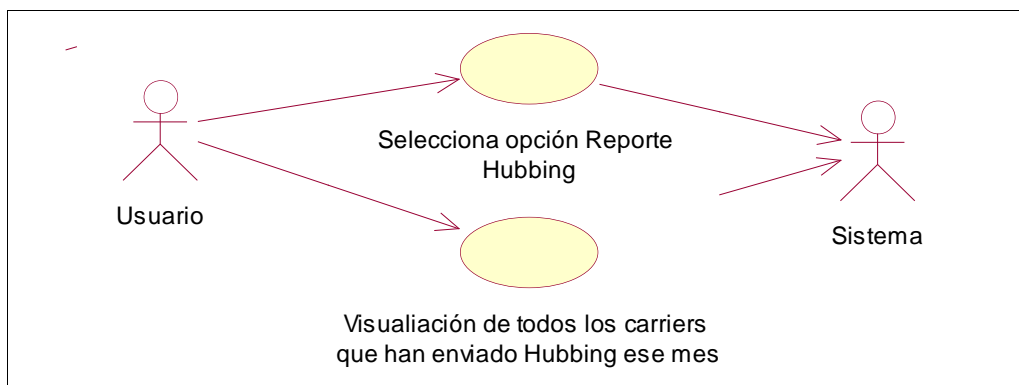 Selecciona opción Reporte
Hubbing
Usuario
Sistema
Visualiación de todos los carriers
que han enviado Hubbing ese mes